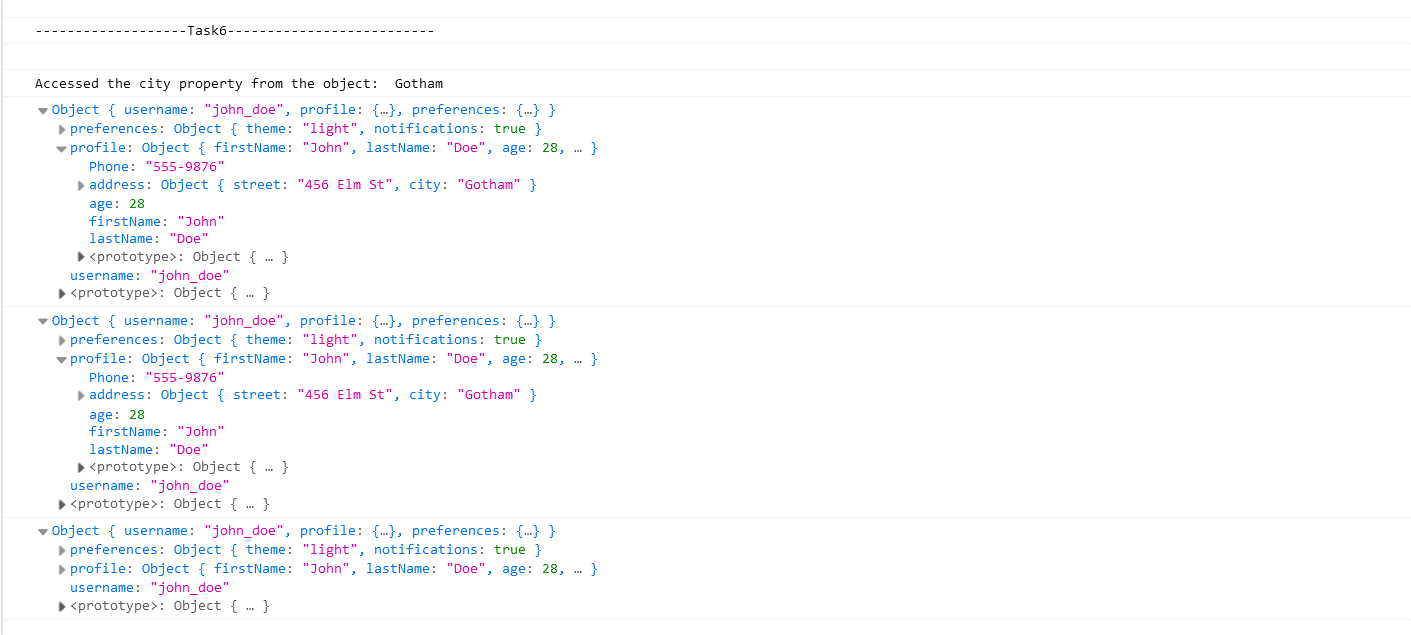 -------------------Task6--------------------------
Accessed the city property from the object:  Gotham
Object { username: "john_doe", profile: {…}, preferences: {…} }
preferences: Object { theme: "light", notifications: true }
profile: Object { firstName: "John", lastName: "Doe", age: 28, … }
Phone: "555-9876"
address: Object { street: "456 Elm St", city: "Gotham" }
age: 28
firstName: "John"
lastName: "Doe"
<prototype>: Object { … }
username: "john_doe"
<prototype>: Object { … }
Object { username: "john_doe", profile: {…}, preferences: {…} }
preferences: Object { theme: "light", notifications: true }
profile: Object { firstName: "John", lastName: "Doe", age: 28, … }
Phone: "555-9876"
address: Object { street: "456 Elm St", city: "Gotham" }
age: 28
firstName: "John"
lastName: "Doe"
<prototype>: Object { … }
username: "john_doe"
<prototype>: Object { … }
Object { username: "john_doe", profile: {…}, preferences: {…} }
preferences: Object { theme: "light", notifications: true }
profile: Object { firstName: "John", lastName: "Doe", age: 28, … }
username: "john_doe"
<prototype>: Object { … }